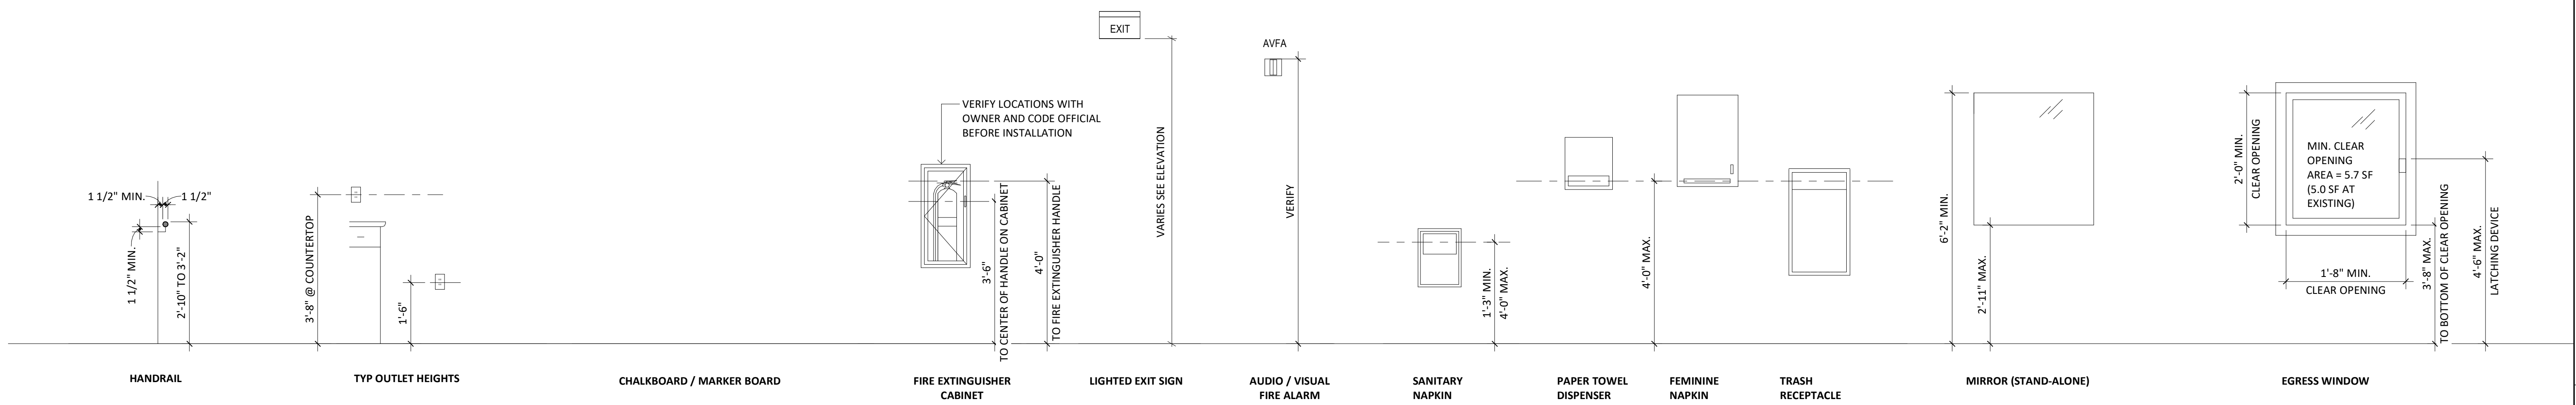 1 1/2" MIN.
1 1/2"
1 1/2" MIN.
2'-10" TO 3'-2"
HANDRAIL
3'-8" @ COUNTERTOP
1'-6"
TYP OUTLET HEIGHTS
CHALKBOARD / MARKER BOARD
VERIFY LOCATIONS WITH
OWNER AND CODE OFFICIAL
BEFORE INSTALLATION
3'-6"
TO CENTER OF HANDLE ON CABINET
4'-0"
TO FIRE EXTINGUISHER HANDLE
FIRE EXTINGUISHER
CABINET
EXIT
VARIES SEE ELEVATION
LIGHTED EXIT SIGN
AVFA
VERIFY
AUDIO / VISUAL
FIRE ALARM
1'-3" MIN.
4'-0" MAX.
SANITARY
NAPKIN
4'-0" MAX.
PAPER TOWEL
DISPENSER
FEMININE
NAPKIN
TRASH
RECEPTACLE
6'-2" MIN.
2'-11" MAX.
MIRROR (STAND-ALONE)
2'-0" MIN.
CLEAR OPENING
MIN. CLEAR
OPENING
AREA = 5.7 SF
(5.0 SF AT
EXISTING)
1'-8" MIN.
CLEAR OPENING
3'-8" MAX.
TO BOTTOM OF CLEAR OPENING
4'-6" MAX.
LATCHING DEVICE
EGRESS WINDOW